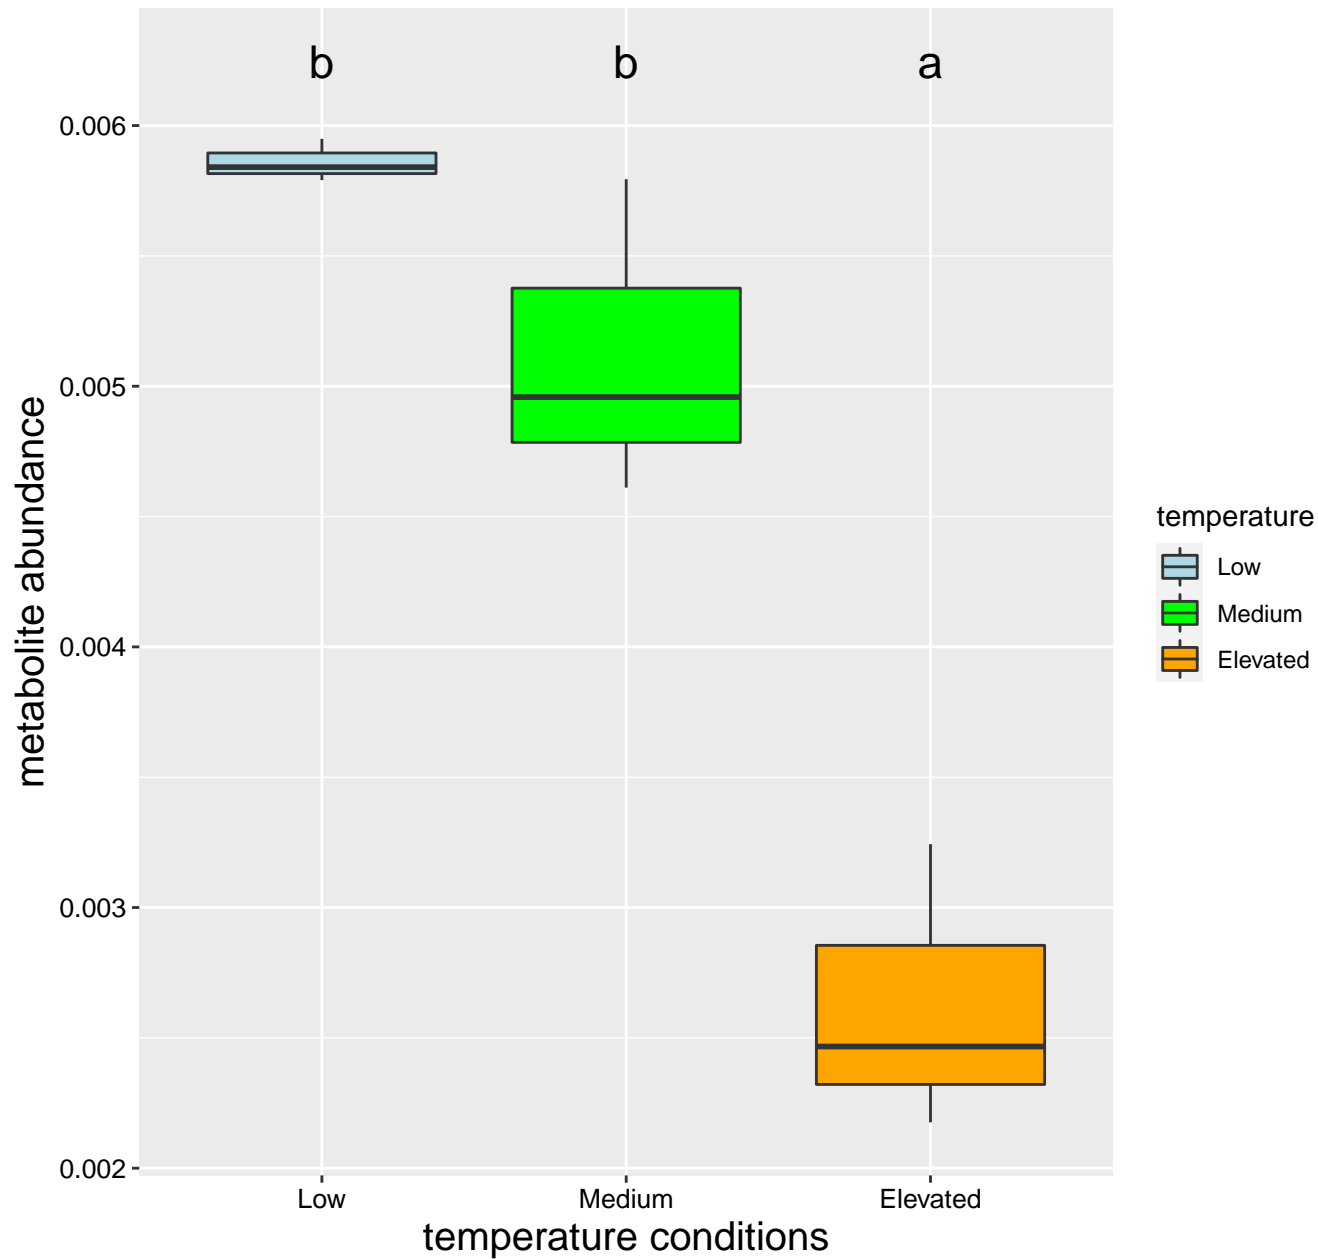 b b a
0.006
0.005
0.004
0.003
0.002
metabolite abundance
Low Medium Elevated
temperature conditions
temperature
Low
Medium
Elevated